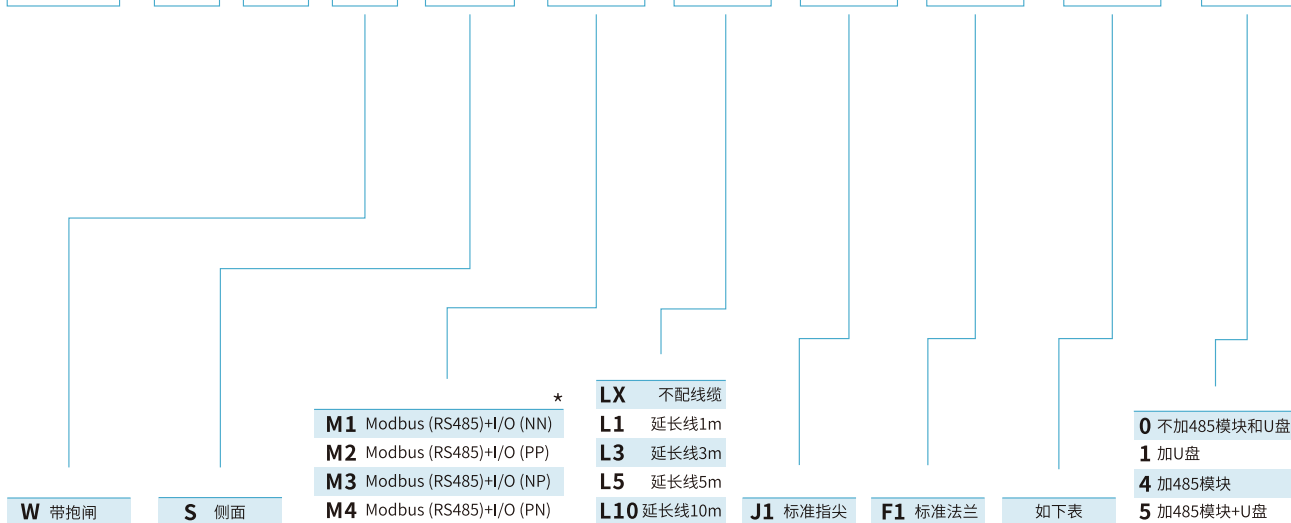 W 带抱闸
S 侧面
*
M1 Modbus (RS485)+I/O (NN)
M2 Modbus (RS485)+I/O (PP)
M3 Modbus (RS485)+I/O (NP)
M4 Modbus (RS485)+I/O (PN)
LX 不配线缆
L1 延长线1m
L3 延长线3m
L5 延长线5m
L10 延长线10m
J1 标准指尖
F1 标准法兰
如下表
0 不加485模块和U盘
1 加U盘
4 加485模块
5 加485模块+U盘